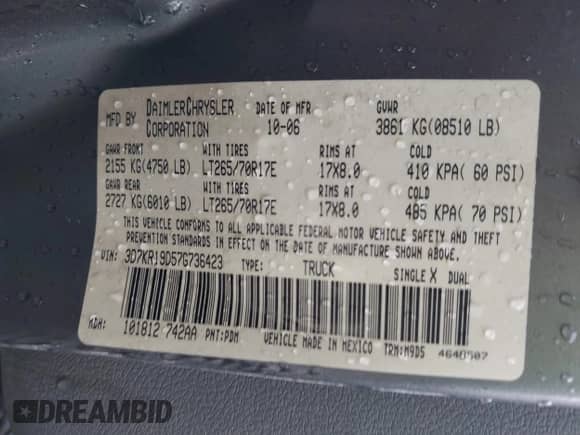 MFD BY DAIMLERCHRYSLER CORPORATION DATE OF MFR 10-06 GVWR 3861 KG(08510 LB)
GAWR FRONT WITH TIRES RIMS AT COLD
2155 KG(4750 LB) LT265/70R17E 17X8.0 410 KPA( 60 PSI)
GAWR REAR WITH TIRES RIMS AT COLD
2727 KG(6010 LB) LT265/70R17E 17X8.0 485 KPA( 70 PSI)
THIS VEHICLE CONFORMS TO ALL APPLICABLE FEDERAL MOTOR VEHICLE SAFETY AND THEFT
PREVENTION STANDARDS IN EFFECT ON THE DATE OF MANUFACTURE SHOWN ABOVE.
VIN: 3D7KR19D57G736423 TYPE: TRUCK SINGLE X DUAL
MDH: 101812 742AA PNT:PDM VEHICLE MADE IN MEXICO TRM:M9D5 4648507
DREAMBID